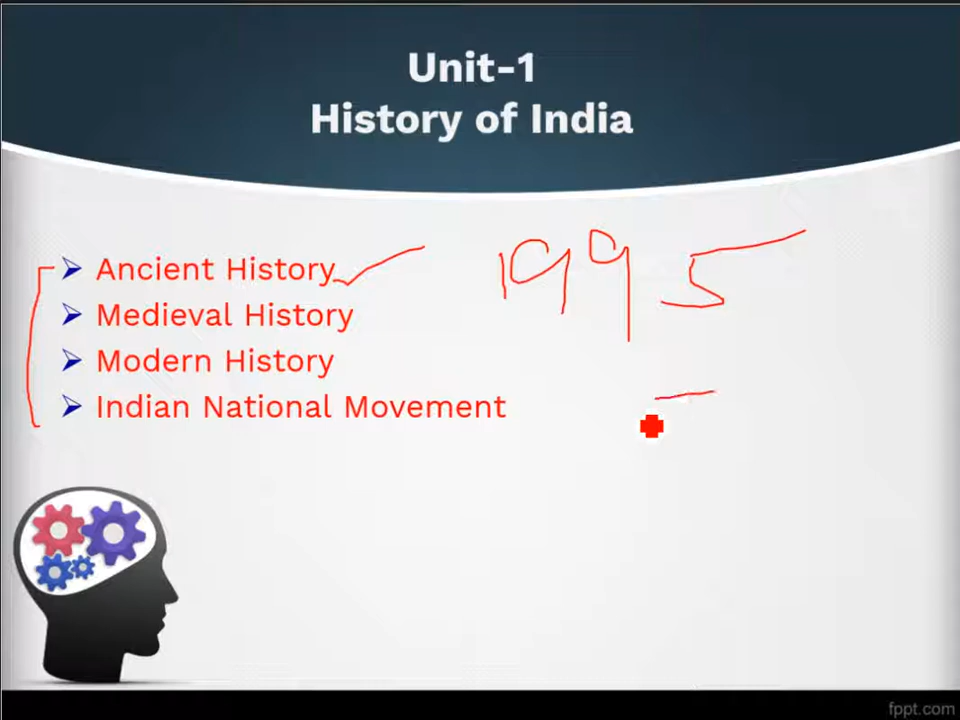 Unit-1
History of India
Ancient History
1995
Medieval History
Modern History
Indian National Movement
fppt.com